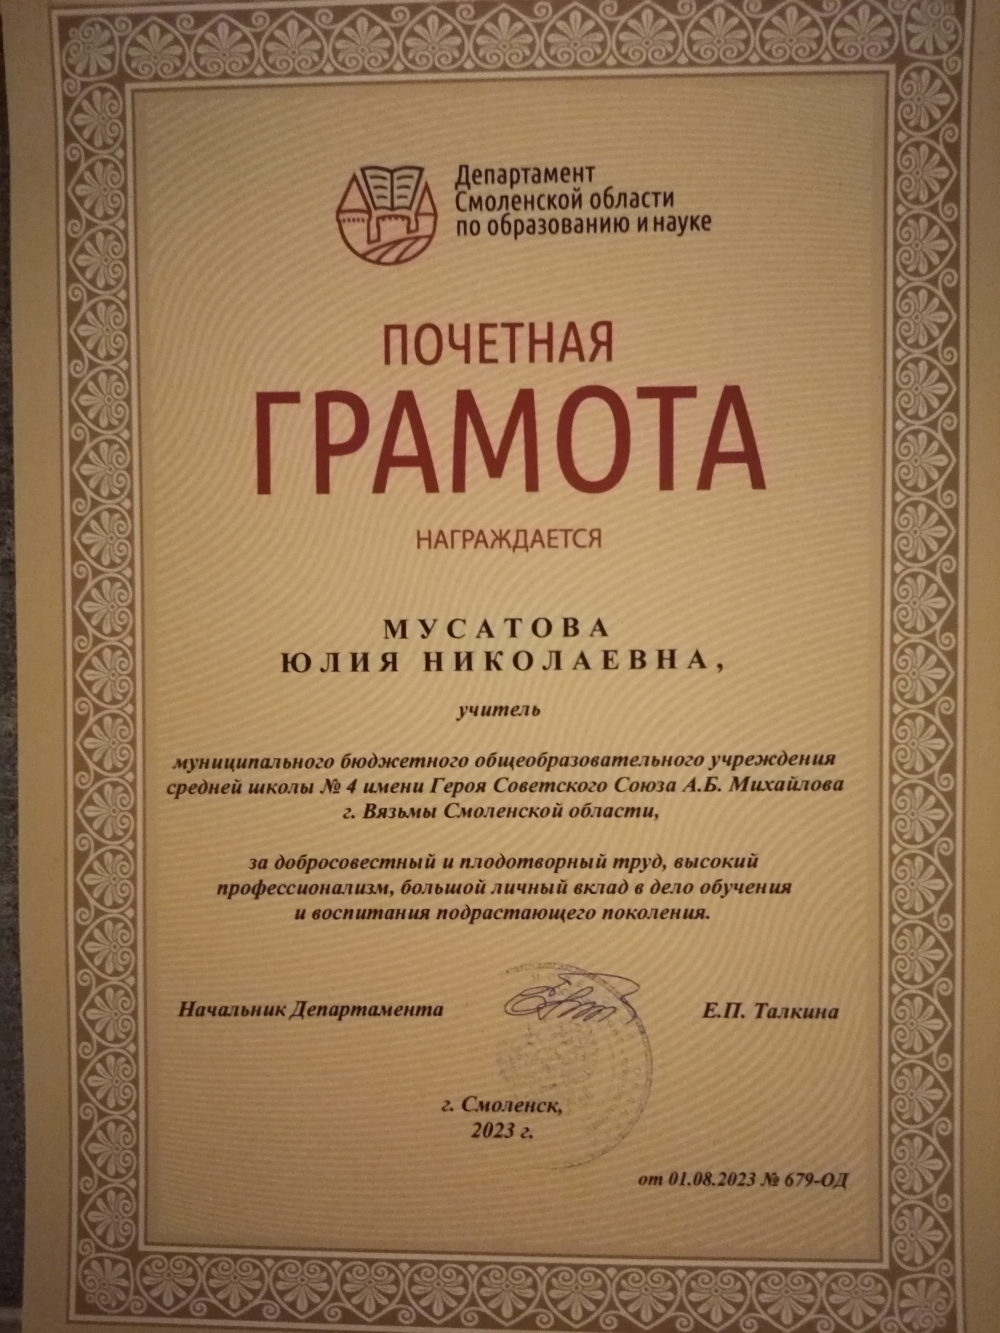 Департамент
Смоленской области
по образованию и науке
ПОЧЕТНАЯ
ГРАМОТА
НАГРАЖДАЕТСЯ
МУСАТОВА
ЮЛИЯ НИКОЛАЕВНА,
учитель
муниципального бюджетного общеобразовательного учреждения
средней школы № 4 имени Героя Советского Союза А.Б. Михайлова
г. Вязьмы Смоленской области,
за добросовестный и плодотворный труд, высокий
профессионализм, большой личный вклад в дело обучения
и воспитания подрастающего поколения.
Начальник Департамента
Е.П. Талкина
г. Смоленск,
2023 г.
от 01.08.2023 № 679-ОД